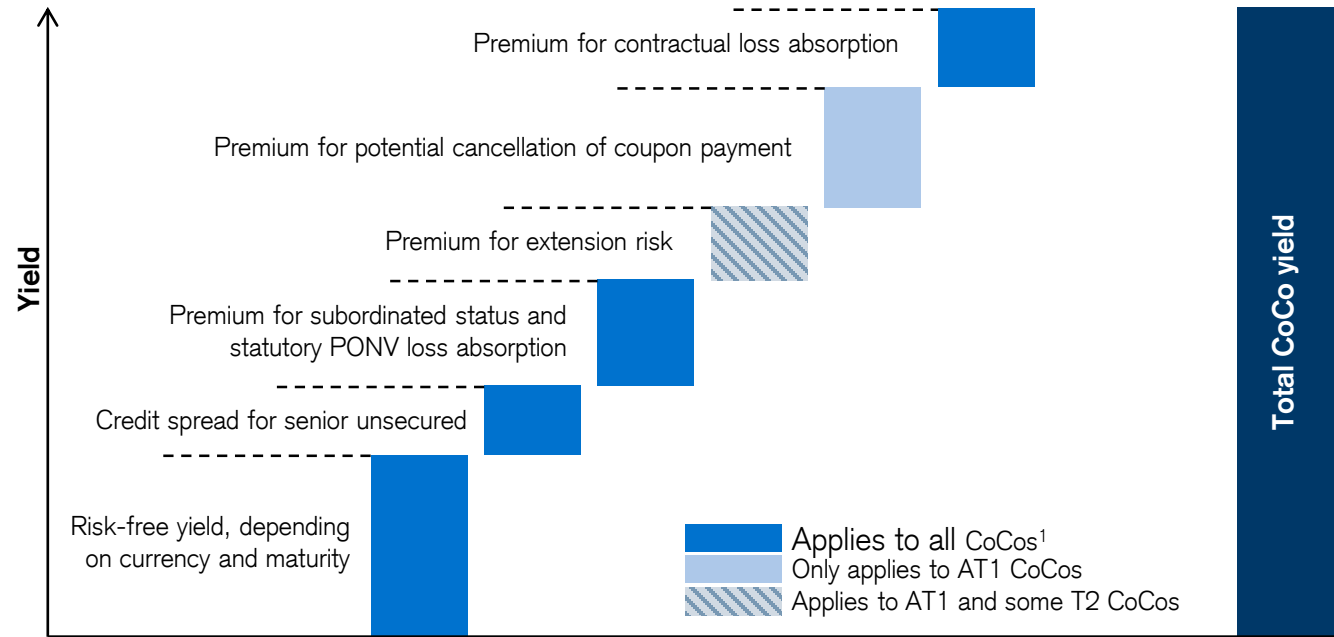 Premium for contractual loss absorption
Premium for potential cancellation of coupon payment
Premium for extension risk
Premium for subordinated status and
statutory PONV loss absorption
Credit spread for senior unsecured
Risk-free yield, depending
on currency and maturity
Yield
Total CoCo yield
Applies to all CoCos¹
Only applies to AT1 CoCos
Applies to AT1 and some T2 CoCos